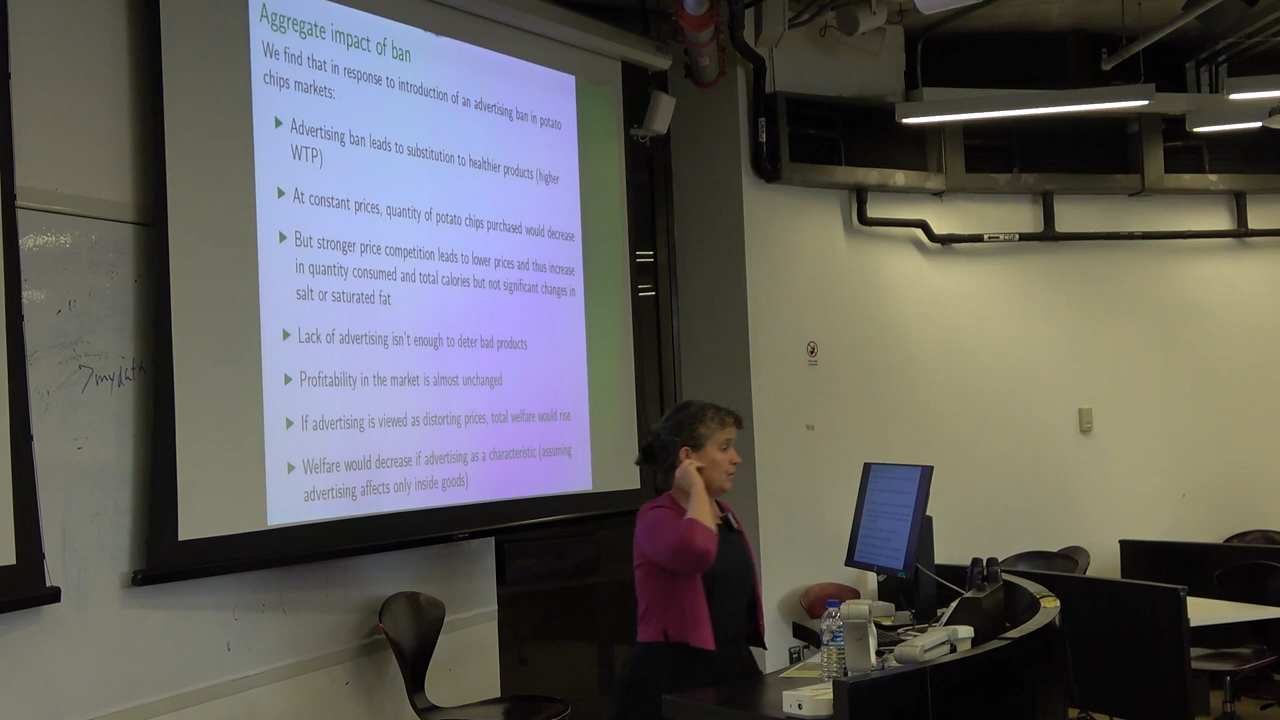 Aggregate impact of ban
We find that in response to introduction of an advertising ban in potato
chips markets:
Advertising ban leads to substitution to healthier products (higher
WTP)
At constant prices, quantity of potato chips purchased would decrease
But stronger price competition leads to lower prices and thus increase
in quantity consumed and total calories but not significant changes in
salt or saturated fat
Lack of advertising isn't enough to deter bad products
Profitability in the market is almost unchanged
If advertising is viewed as distorting prices, total welfare would rise
Welfare would decrease if advertising as a characteristic (assuming
advertising affects only inside goods)
>mydata